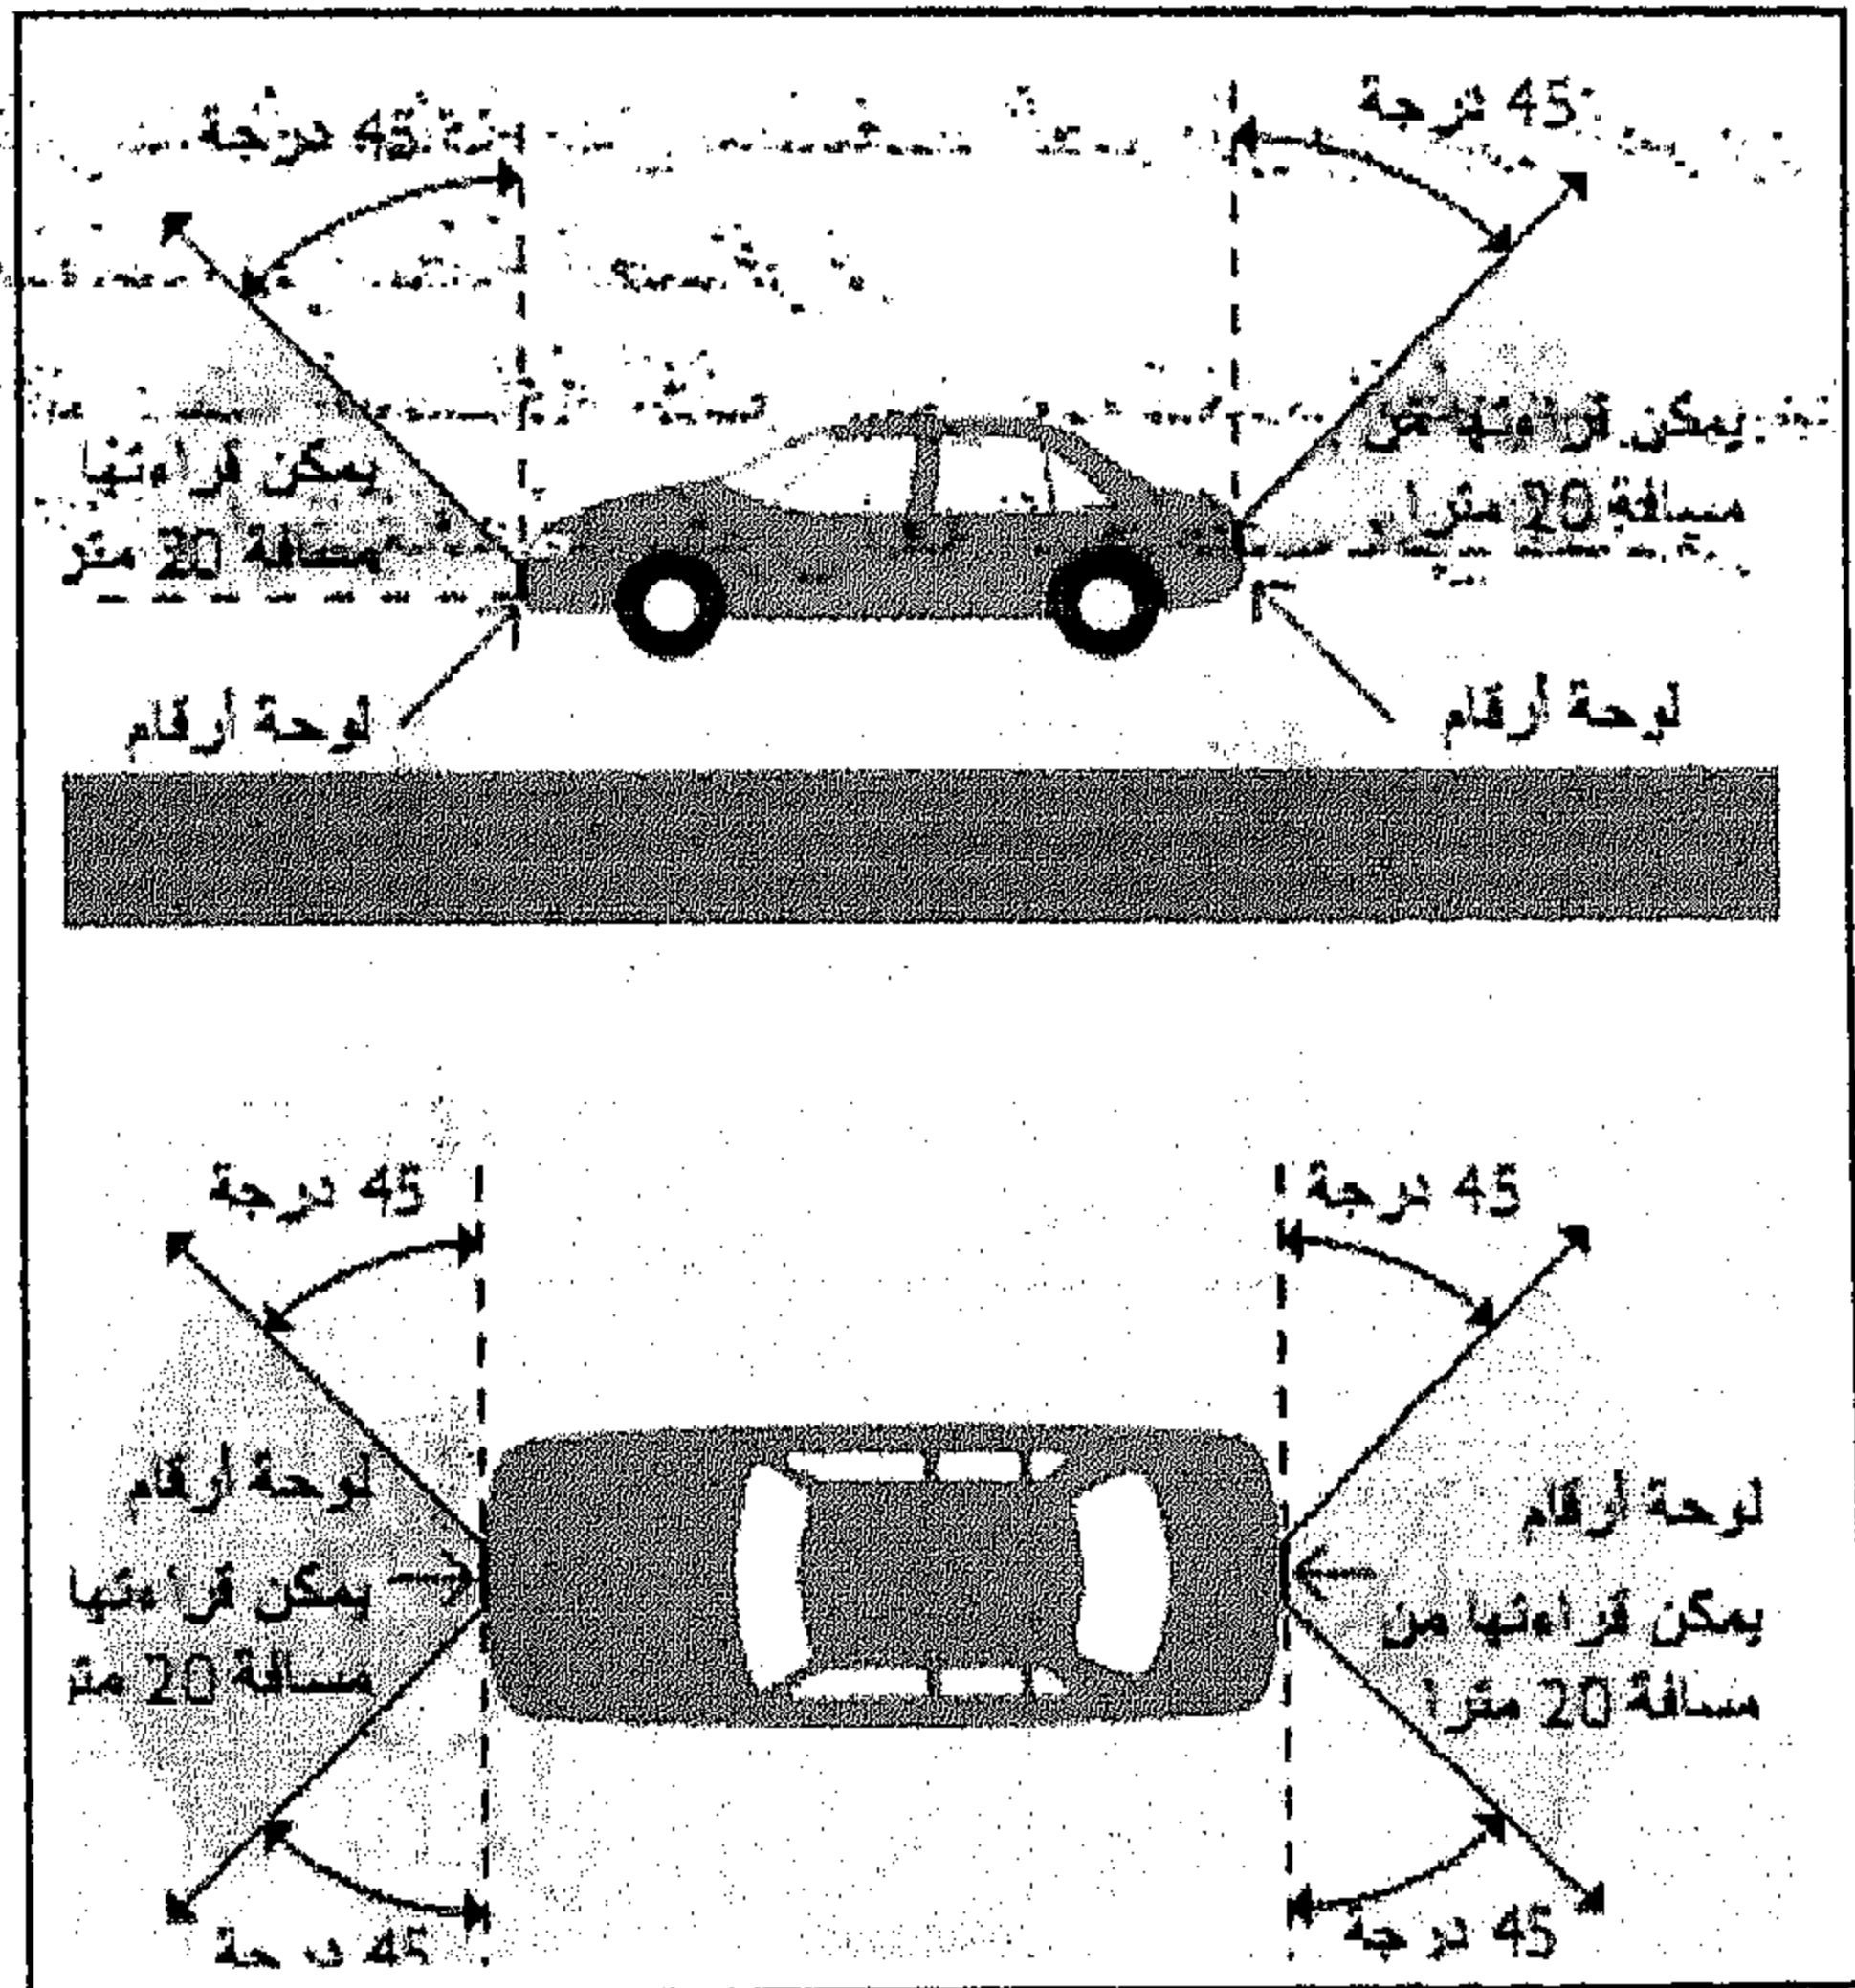 45 درجة
45 درجة
يمكن قراءتها من
مسافة 20 مترا
يمكن قراءتها
مسافة 20 متر
لوحة أرقام
لوحة أرقام
45 درجة
45 درجة
لوحة أرقام
يمكن قراءتها من
مسافة 20 مترا
لوحة أرقام
يمكن قراءتها
مسافة 20 متر
45 درجة
45 د حة